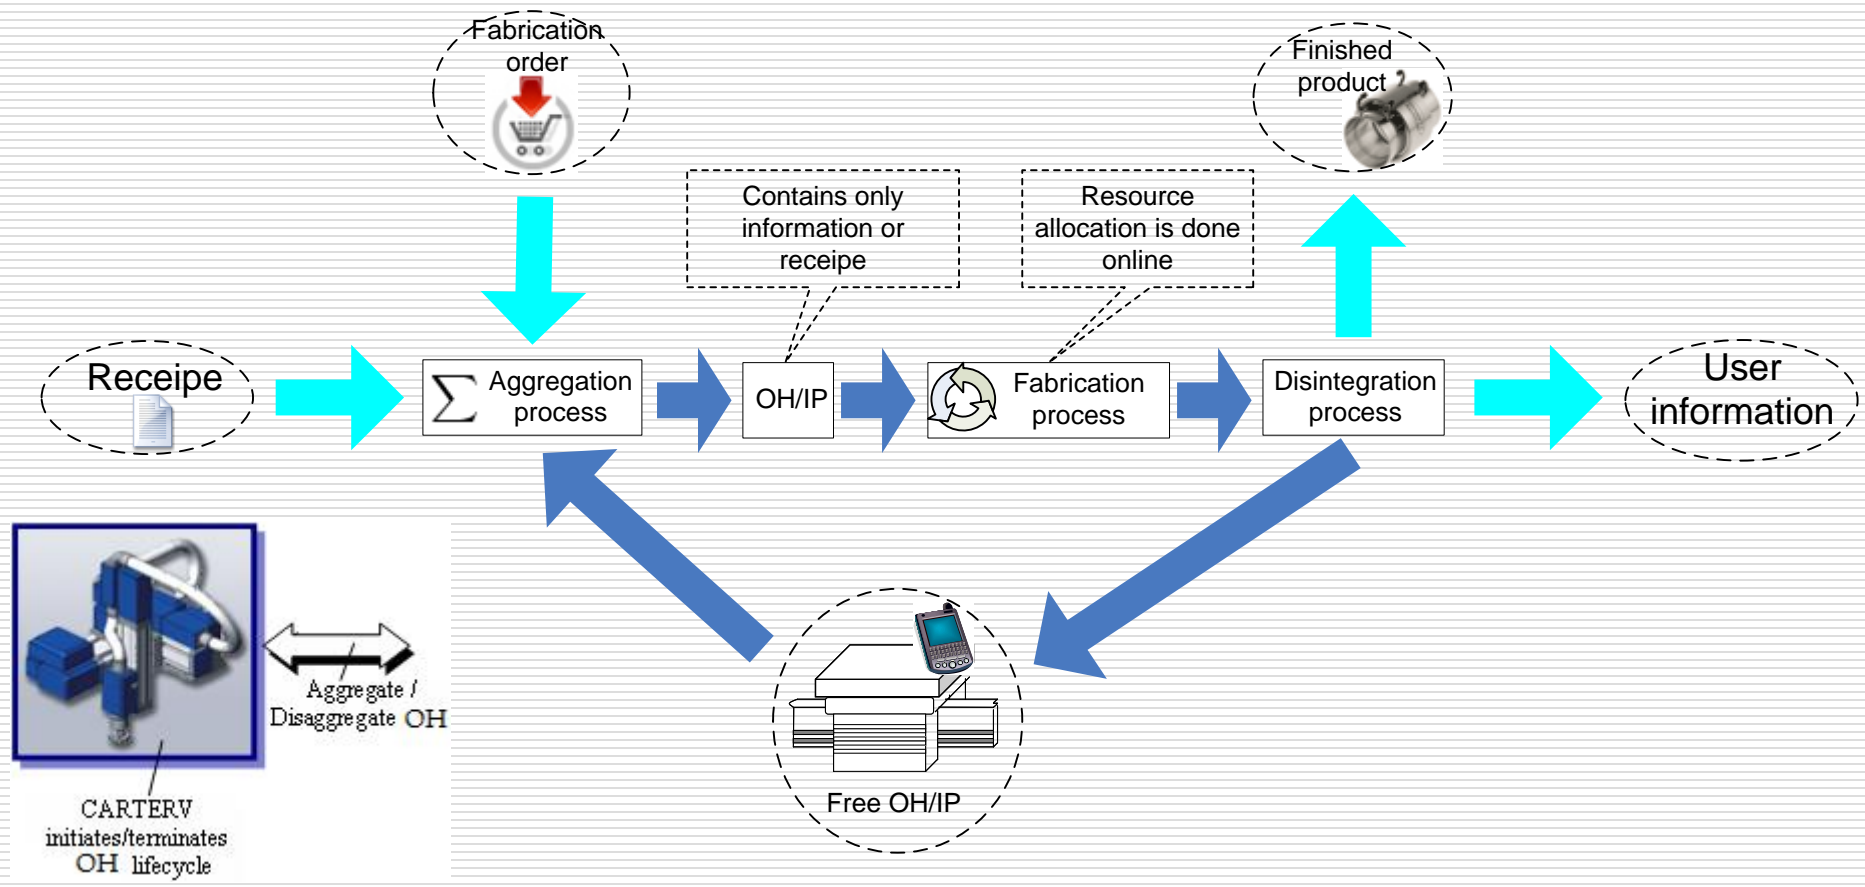 Fabrication
order
Finished
product
Contains only
information or
receipe
Resource
allocation is done
online
Receipe
Aggregation
process
OH/IP
Fabrication
process
Disintegration
process
User
information
Aggregate /
Disaggregate OH
CARTERV
initiates/terminates
OH lifecycle
Free OH/IP